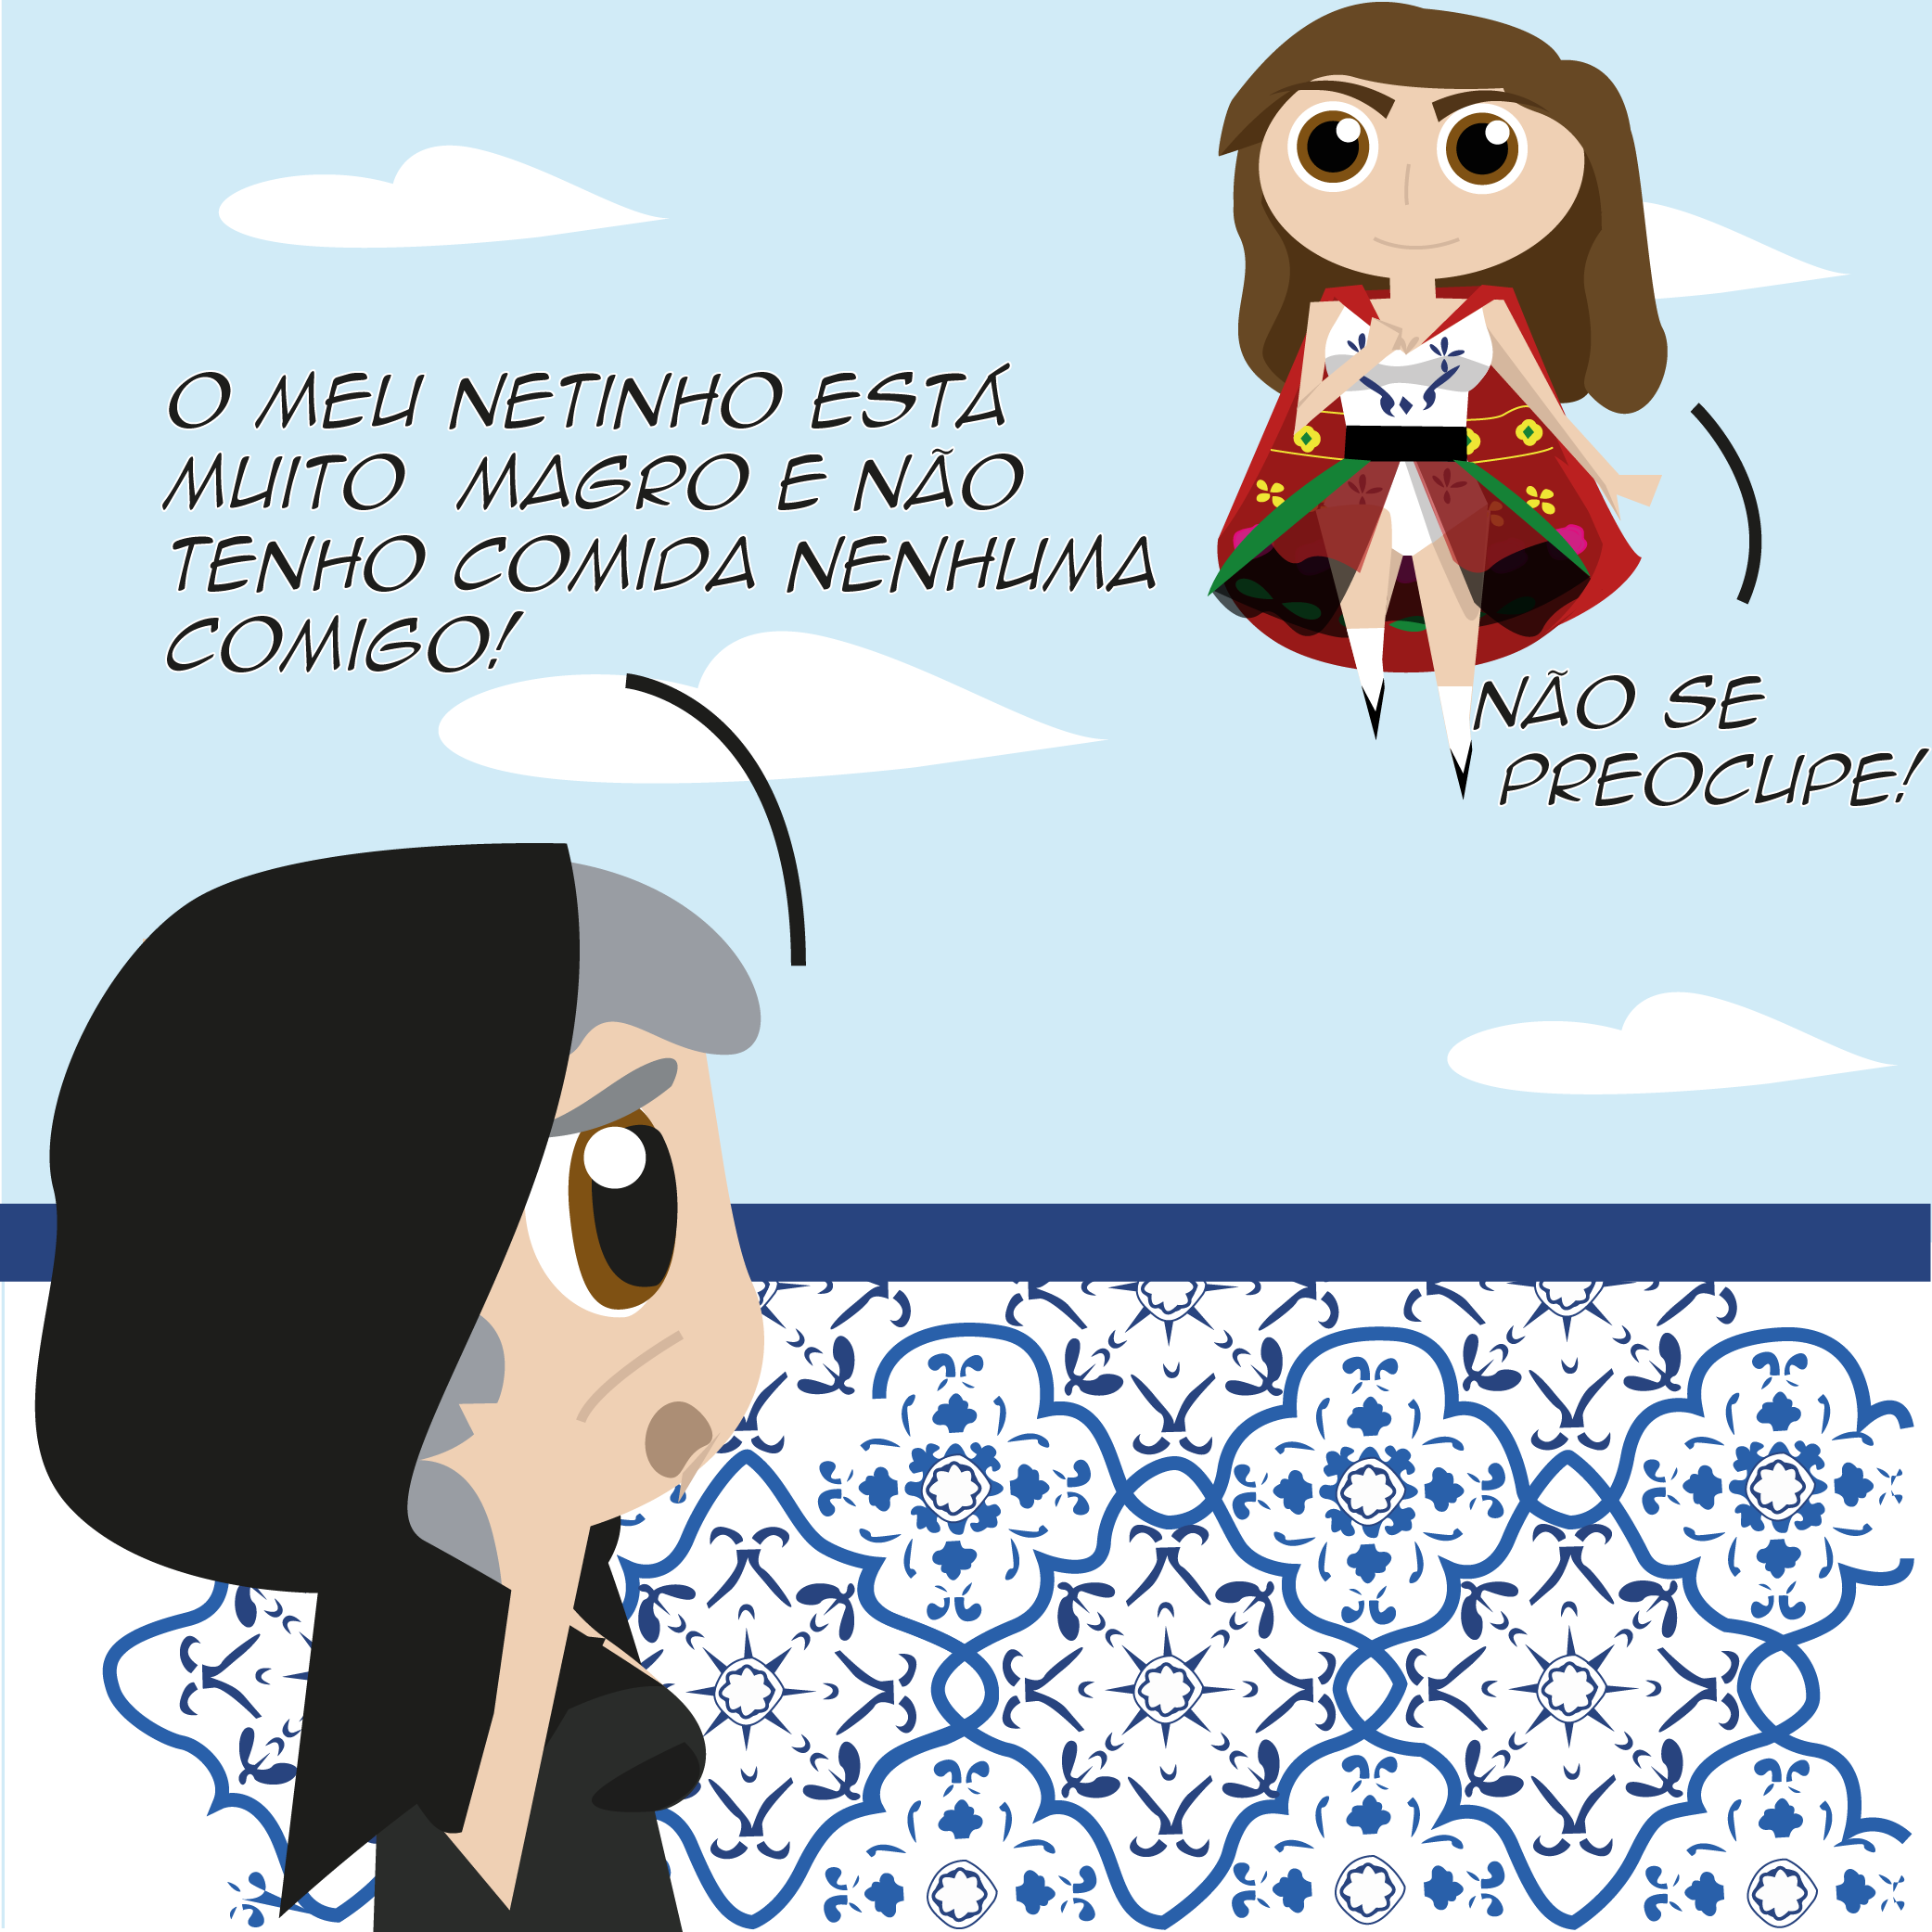 O MEU NETINHO ESTÁ
MUITO MAGRO E NÃO
TENHO COMIDA NENHUMA
COMIGO!
NÃO SE
PREOCUPE!